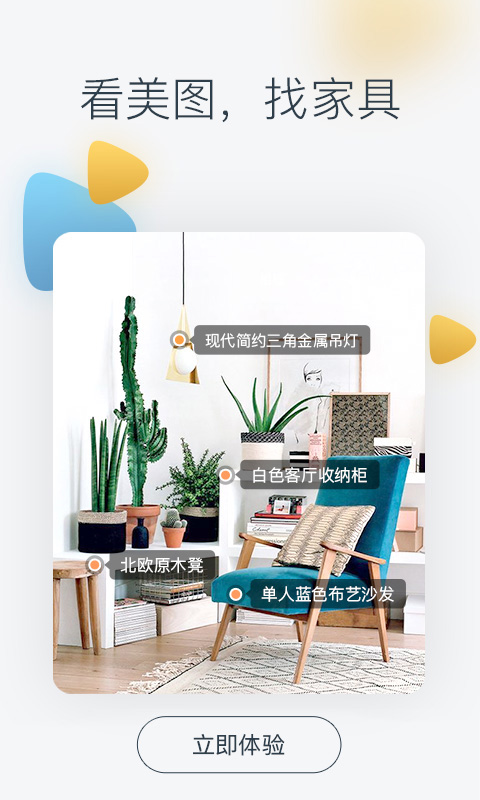 看美图，找家具
现代简约三角金属吊灯
白色客厅收纳柜
北欧原木凳
单人蓝色布艺沙发
立即体验